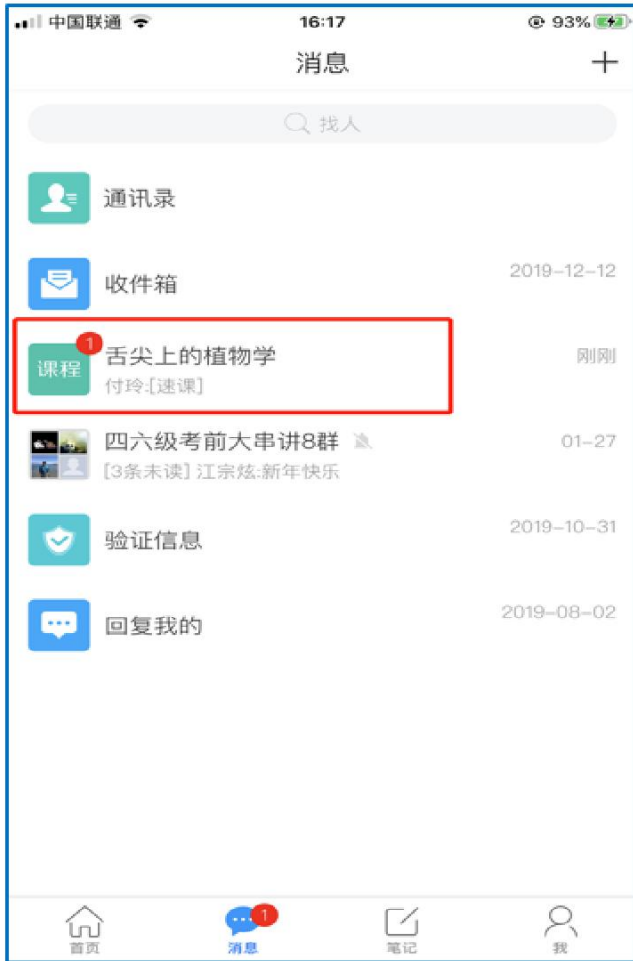 中国联通 16:17 93%
消息
找人
通讯录
收件箱 2019-12-12
课程 1 舌尖上的植物学 刚刚
付玲:[速课]
四六级考前大串讲8群 01-27
[3条未读] 江宗炫:新年快乐
验证信息 2019-10-31
回复我的 2019-08-02
1
首页 消息 笔记 我